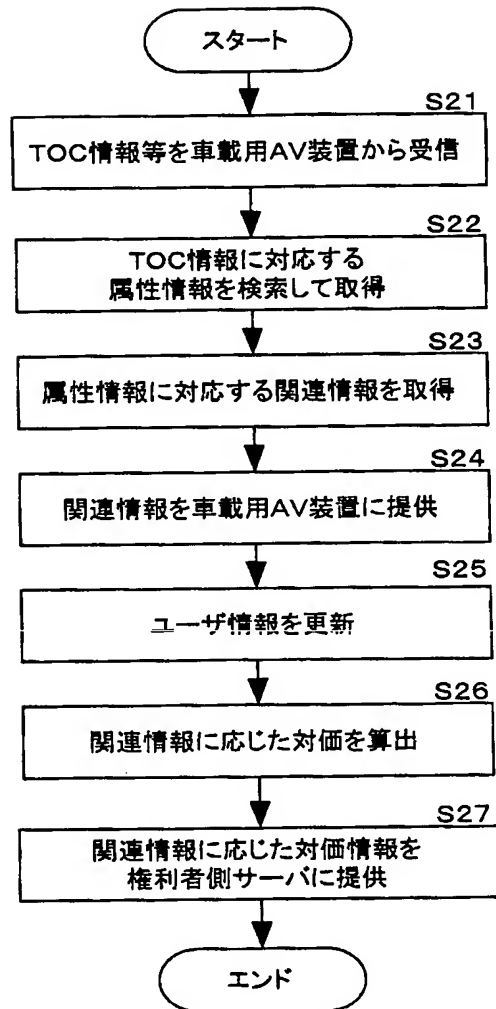 スタート
S21
TOC情報等を車載用AV装置から受信
S22
TOC情報に対応する
属性情報を検索して取得
S23
属性情報に対応する関連情報を取得
S24
関連情報を車載用AV装置に提供
S25
ユーザ情報を更新
S26
関連情報に応じた対価を算出
S27
関連情報に応じた対価情報を
権利者側サーバに提供
エンド